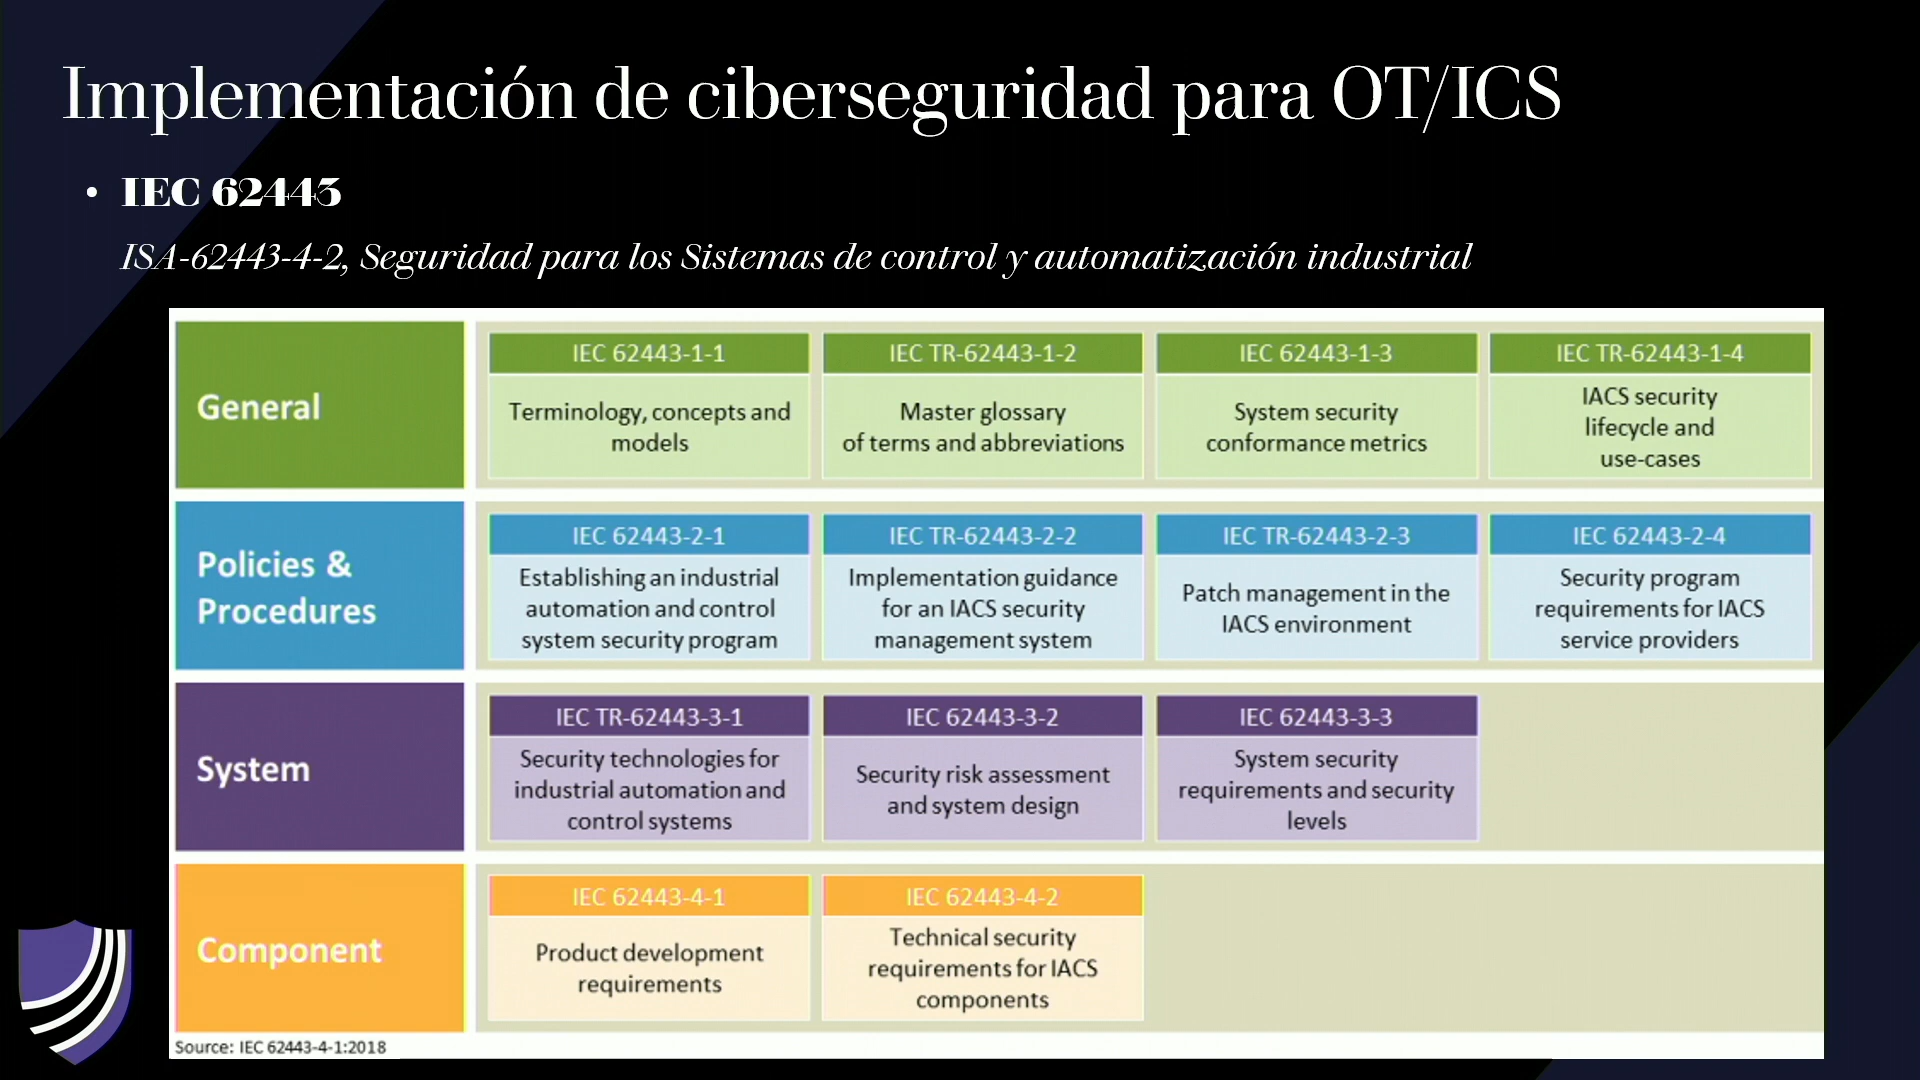 Implementación de ciberseguridad para OT/ICS
• IEC 62443
ISA-62443-4-2, Seguridad para los Sistemas de control y automatización industrial
General
IEC 62443-1-1
Terminology, concepts and
models
IEC TR-62443-1-2
Master glossary
of terms and abbreviations
IEC 62443-1-3
System security
conformance metrics
IEC TR-62443-1-4
IACS security
lifecycle and
use-cases
Policies &
Procedures
IEC 62443-2-1
Establishing an industrial
automation and control
system security program
IEC TR-62443-2-2
Implementation guidance
for an IACS security
management system
IEC TR-62443-2-3
Patch management in the
IACS environment
IEC 62443-2-4
Security program
requirements for IACS
service providers
System
IEC TR-62443-3-1
Security technologies for
industrial automation and
control systems
IEC 62443-3-2
Security risk assessment
and system design
IEC 62443-3-3
System security
requirements and security
levels
Component
IEC 62443-4-1
Product development
requirements
IEC 62443-4-2
Technical security
requirements for IACS
components
Source: IEC 62443-4-1:2018